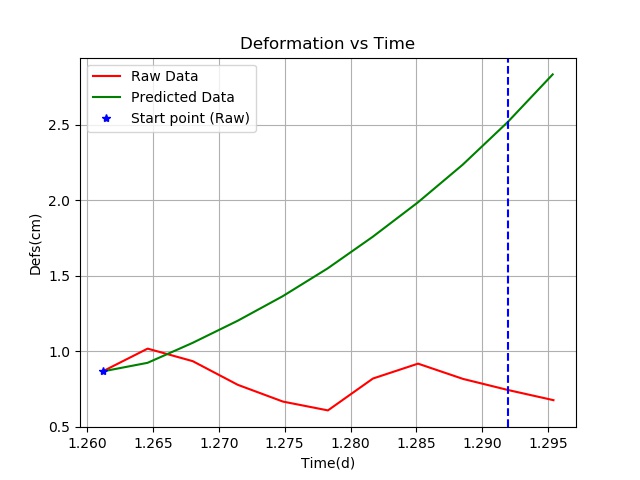 Deformation vs Time
Raw Data
Predicted Data
Start point (Raw)
Defs(cm)
2.5
2.0
1.5
1.0
0.5
1.260 1.265 1.270 1.275 1.280 1.285 1.290 1.295
Time(d)